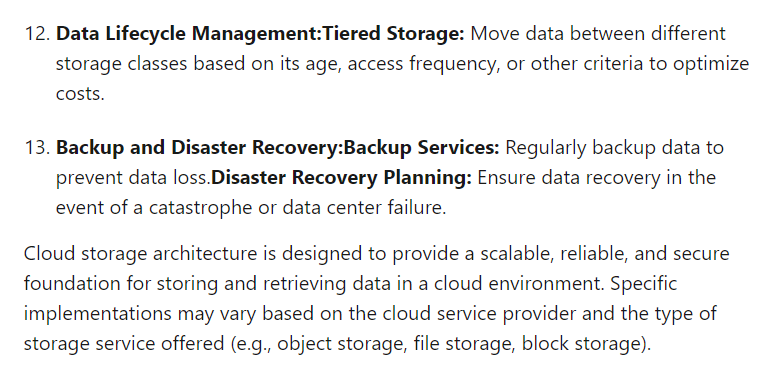 12. Data Lifecycle Management:Tiered Storage: Move data between different
storage classes based on its age, access frequency, or other criteria to optimize
costs.
13. Backup and Disaster Recovery:Backup Services: Regularly backup data to
prevent data loss.Disaster Recovery Planning: Ensure data recovery in the
event of a catastrophe or data center failure.
Cloud storage architecture is designed to provide a scalable, reliable, and secure
foundation for storing and retrieving data in a cloud environment. Specific
implementations may vary based on the cloud service provider and the type of
storage service offered (e.g., object storage, file storage, block storage).